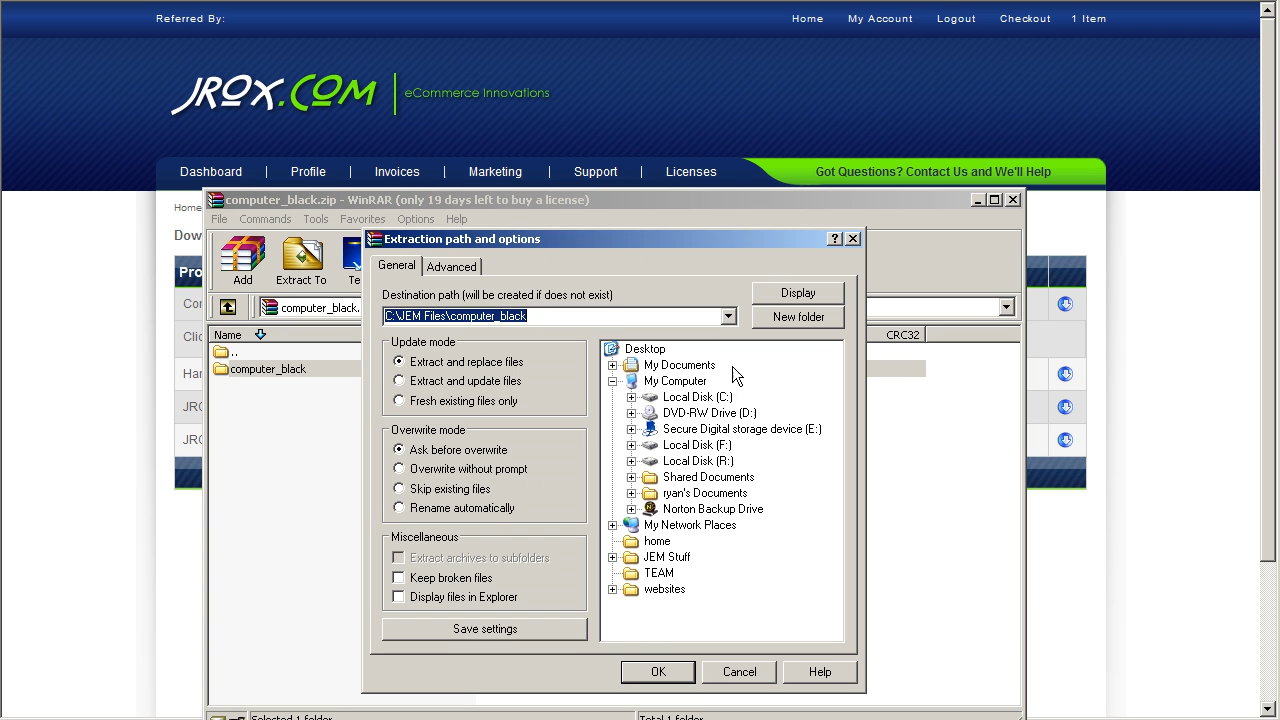 Referred By:
Home
My Account
Logout
Checkout
1 Item
JROX.COM
eCommerce Innovations
Dashboard
Profile
Invoices
Marketing
Support
Licenses
Got Questions? Contact Us and We'll Help
Home
computer_black.zip - WinRAR (only 19 days left to buy a license)
File
Commands
Tools
Favorites
Options
Help
Extraction path and options
Add
Extract To
General
Advanced
Destination path (will be created if does not exist)
C:\JEM Files\computer_black
Display
New folder
computer_black.
Name
CRC32
..
computer_black
Update mode
Extract and replace files
Extract and update files
Fresh existing files only
Overwrite mode
Ask before overwrite
Overwrite without prompt
Skip existing files
Rename automatically
Miscellaneous
Extract archives to subfolders
Keep broken files
Display files in Explorer
Save settings
Desktop
My Documents
My Computer
Local Disk (C:)
DVD-RW Drive (D:)
Secure Digital storage device (E:)
Local Disk (F:)
Local Disk (R:)
Shared Documents
ryan's Documents
Norton Backup Drive
My Network Places
home
JEM Stuff
TEAM
websites
OK
Cancel
Help
Selected 1 folder
Total 1 folder